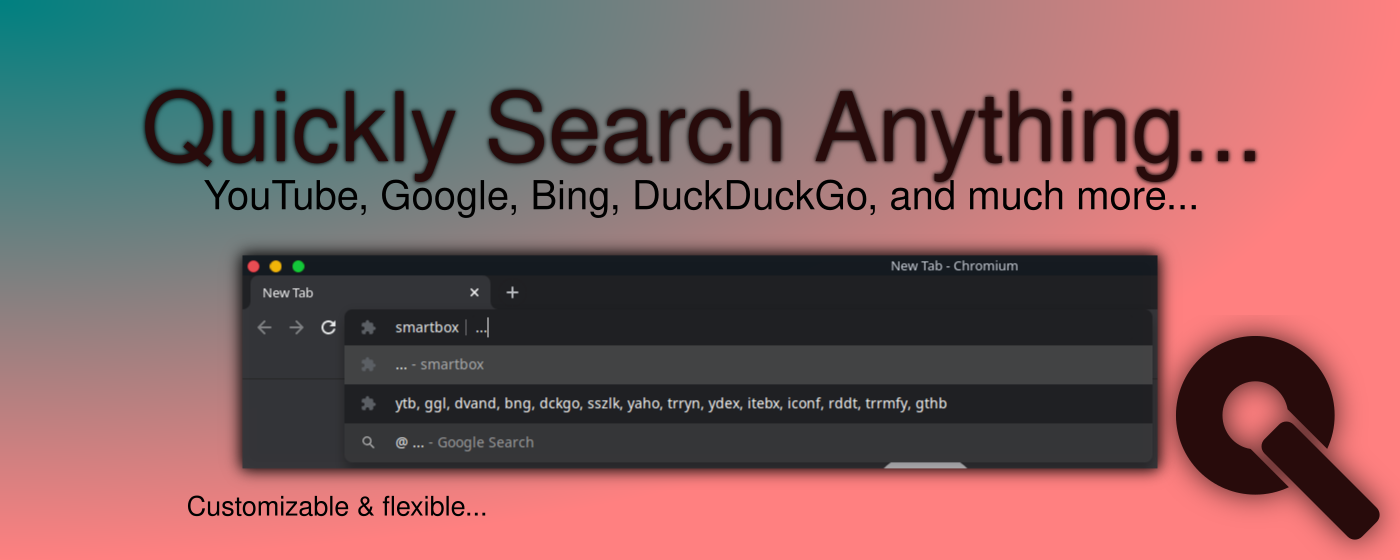 Quickly Search Anything...
YouTube, Google, Bing, DuckDuckGo, and much more...
New Tab - Chromium
New Tab
smartbox | ...
... - smartbox
ytb, ggl, dvand, bng, dckgo, sszlk, yaho, trryn, ydex, itebx, iconf, rddt, trrmfy, gthb
@ ... - Google Search
Customizable & flexible...